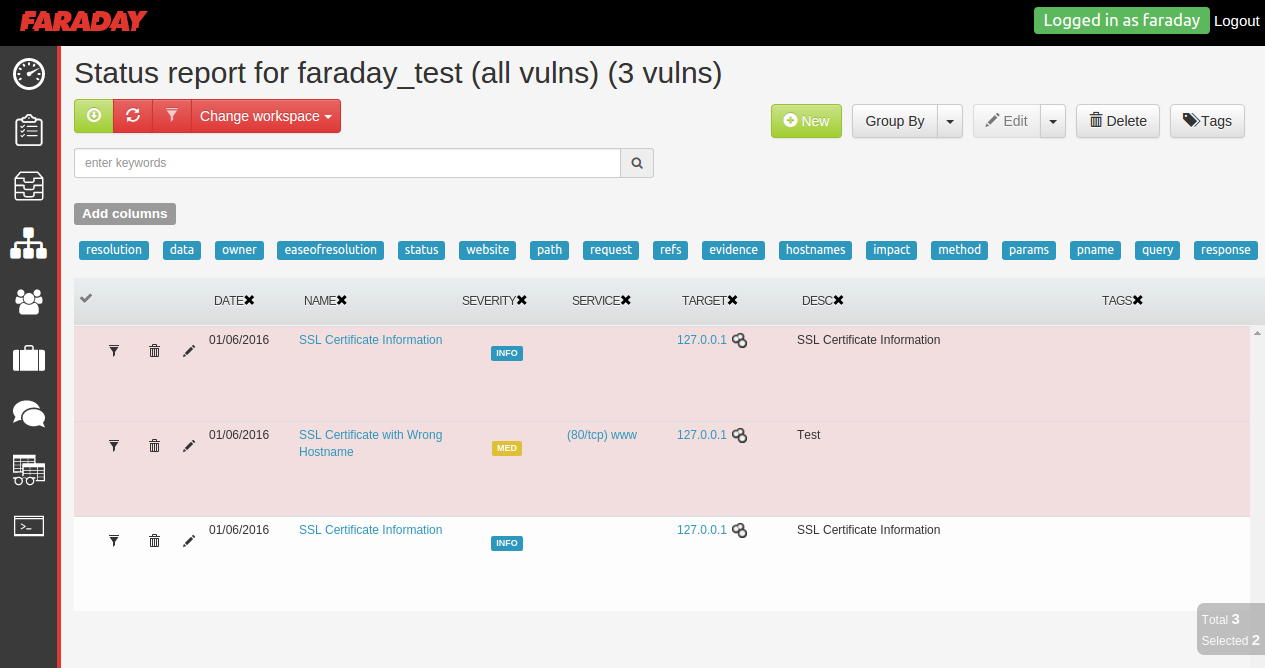 FARADAY
Logged in as faraday Logout
Status report for faraday_test (all vulns) (3 vulns)
Change workspace
New Group By Edit Delete Tags
enter keywords
Add columns
resolution data owner easeofresolution status website path request refs evidence hostnames impact method params pname query response
DATE NAME SEVERITY SERVICE TARGET DESC TAGS
01/06/2016 SSL Certificate Information INFO 127.0.0.1 SSL Certificate Information
01/06/2016 SSL Certificate with Wrong Hostname MED (80/tcp) www 127.0.0.1 Test
01/06/2016 SSL Certificate Information INFO 127.0.0.1 SSL Certificate Information
Total 3
Selected 2